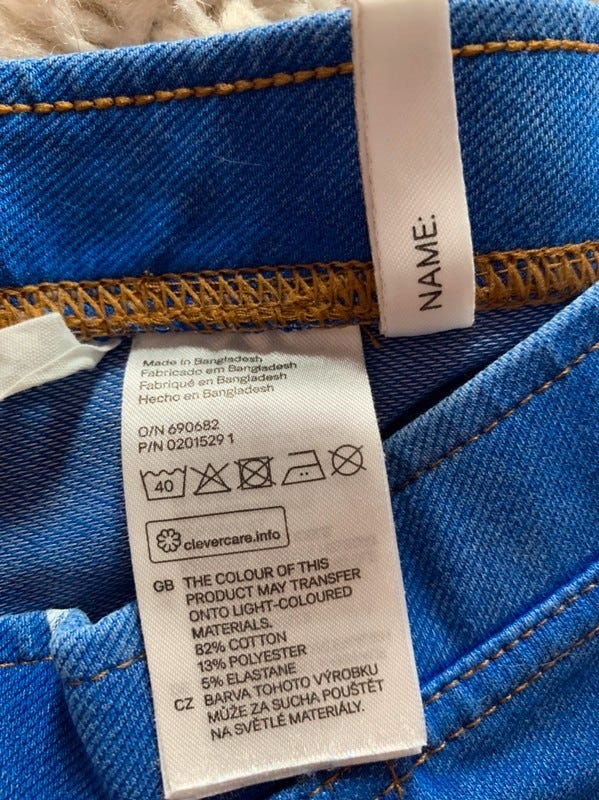 NAME:
Made in Bangladesh
Fabricado em Bangladesh
Fabriqué en Bangladesh
Hecho en Bangladesh
O/N 690682
P/N 0201529 1
40
clevercare.info
GB THE COLOUR OF THIS
PRODUCT MAY TRANSFER
ONTO LIGHT-COLOURED
MATERIALS.
82% COTTON
13% POLYESTER
5% ELASTANE
CZ BARVA TOHOTO VÝROBKU
MŮŽE ZA SUCHA POUŠTĚT
NA SVĚTLÉ MATERIÁLY.